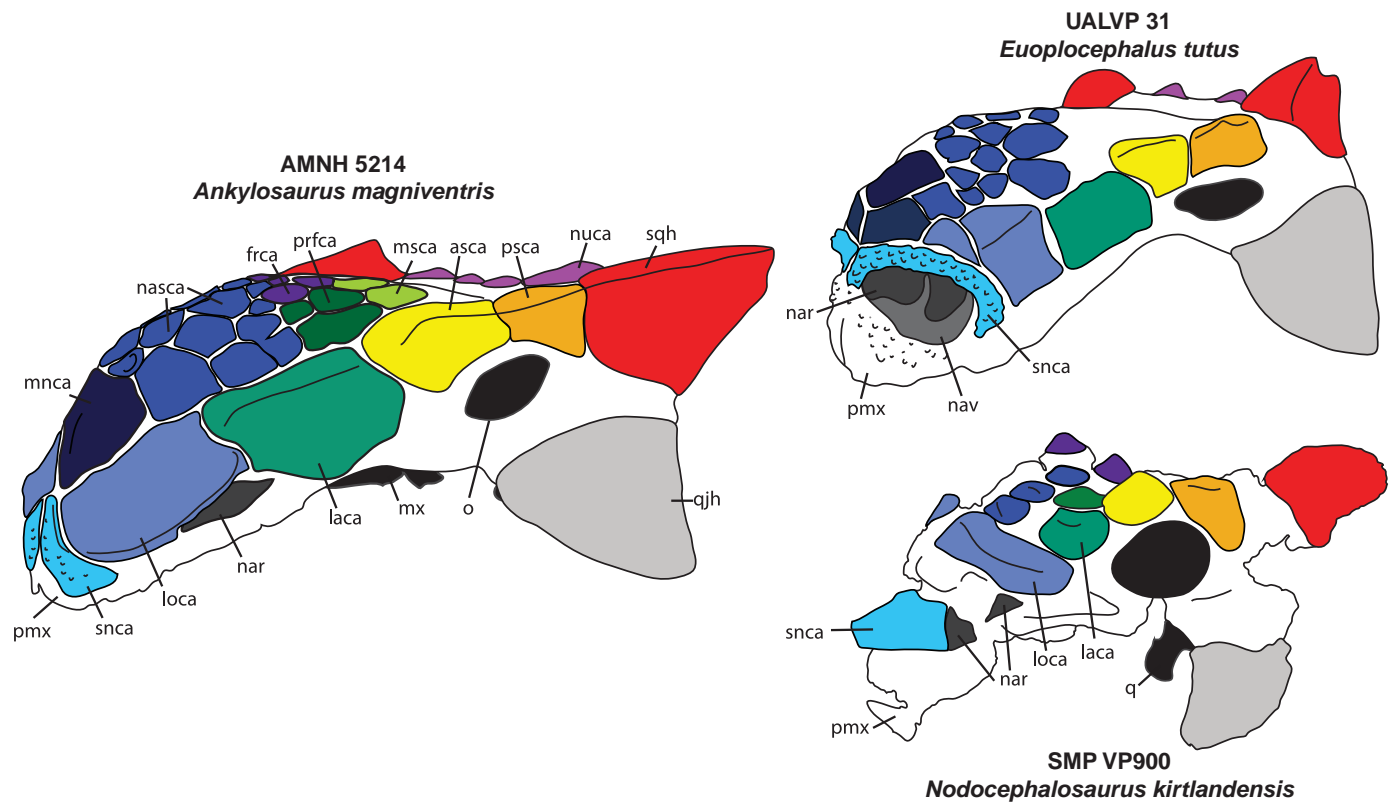 UALVP 31
Euoplocephalus tutus
AMNH 5214
Ankylosaurus magniventris
nasca
frca
prfca
msca
asca
psca
nuca
sqh
mnca
pmx
snca
loca
nar
laca
mx
o
qjh
nar
pmx
nav
snca
snca
pmx
nar
loca
laca
q
SMP VP900
Nodocephalosaurus kirtlandensis